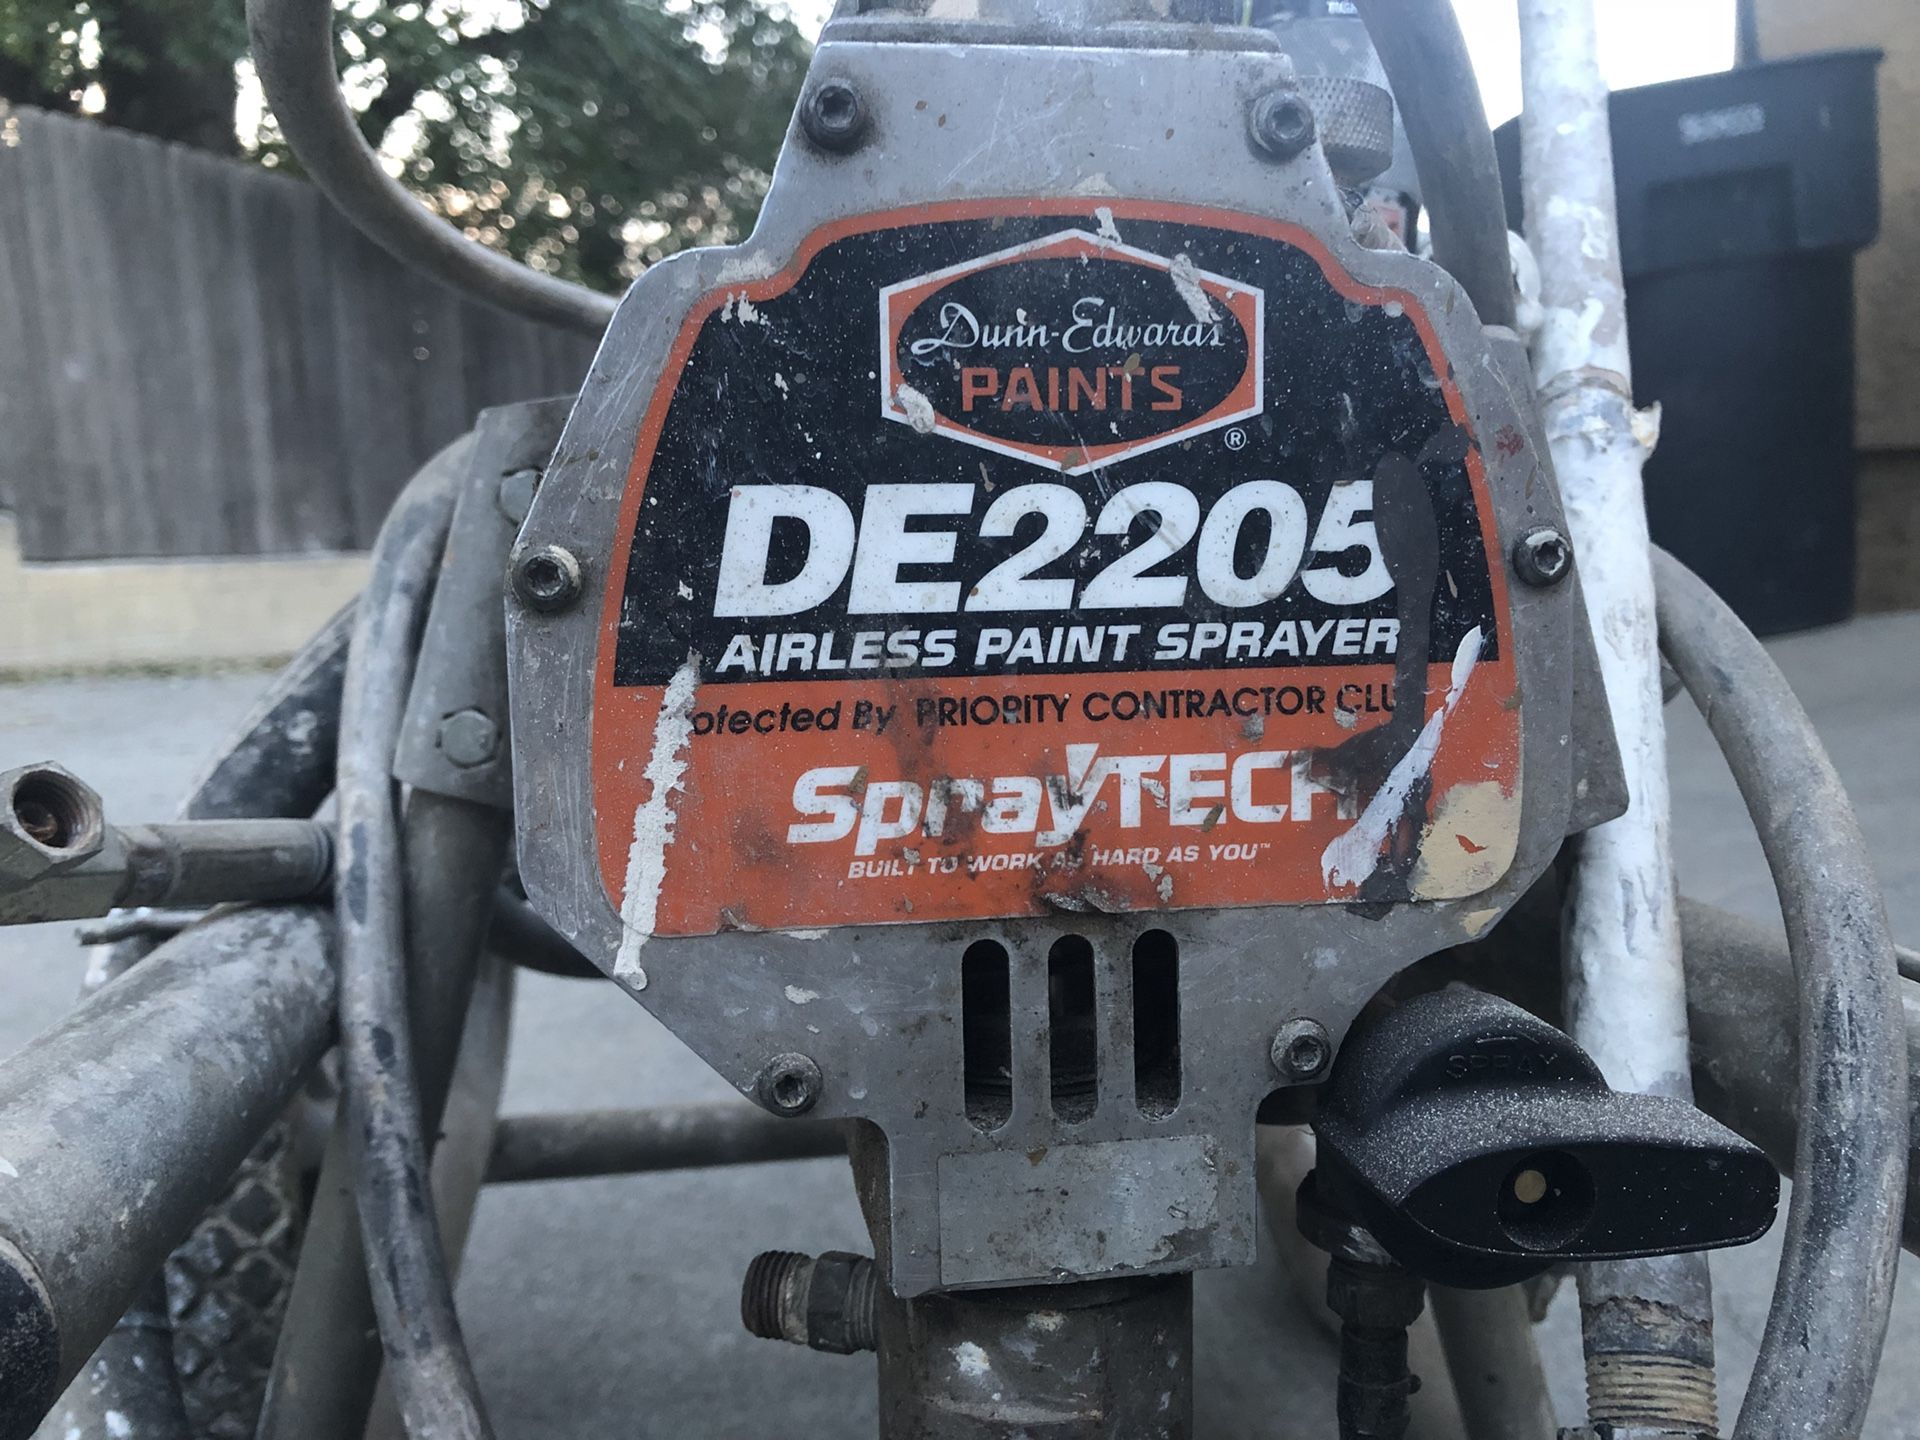 Dunn-Edwards
PAINTS
®
DE2205
AIRLESS PAINT SPRAYER
otected By PRIORITY CONTRACTOR CLU
SprayTECH
BUILT TO WORK AS HARD AS YOU™
SPRAY